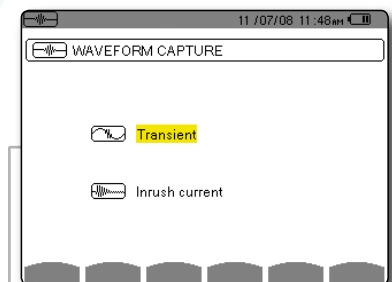 11/07/08 11:48AM
WAVEFORM CAPTURE
Transient
Inrush current